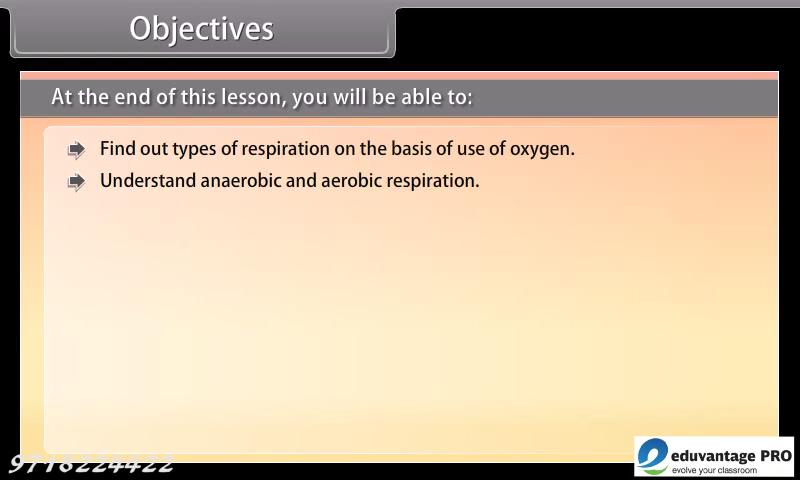 Objectives
At the end of this lesson, you will be able to:
Find out types of respiration on the basis of use of oxygen.
Understand anaerobic and aerobic respiration.
9716224422
eduvantage PRO
evolve your classroom